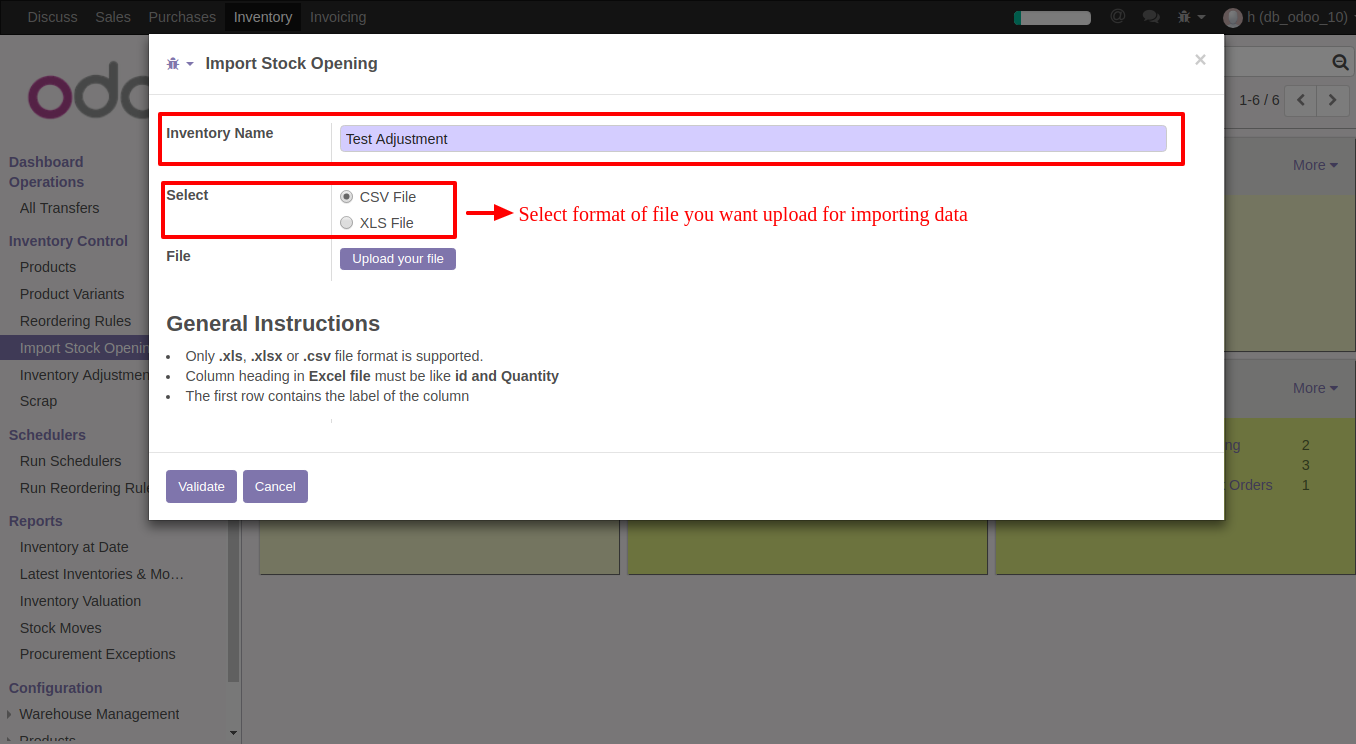 Discuss Sales Purchases Inventory Invoicing
@ h (db_odoo_10)
Import Stock Opening ×
odo
1-6 / 6
Inventory Name Test Adjustment
Dashboard
More
Operations
Select CSV File
All Transfers
Select format of file you want upload for importing data
XLS File
Inventory Control
File Upload your file
Products
Product Variants
Reordering Rules
General Instructions
Import Stock Openin
Only .xls, .xlsx or .csv file format is supported.
Inventory Adjustmen
Column heading in Excel file must be like id and Quantity
More
Scrap
The first row contains the label of the column
Schedulers
ng 2
Run Schedulers
3
Run Reordering Rule
Validate Cancel
Orders 1
Reports
Inventory at Date
Latest Inventories & Mo…
Inventory Valuation
Stock Moves
Procurement Exceptions
Configuration
Warehouse Management
Products